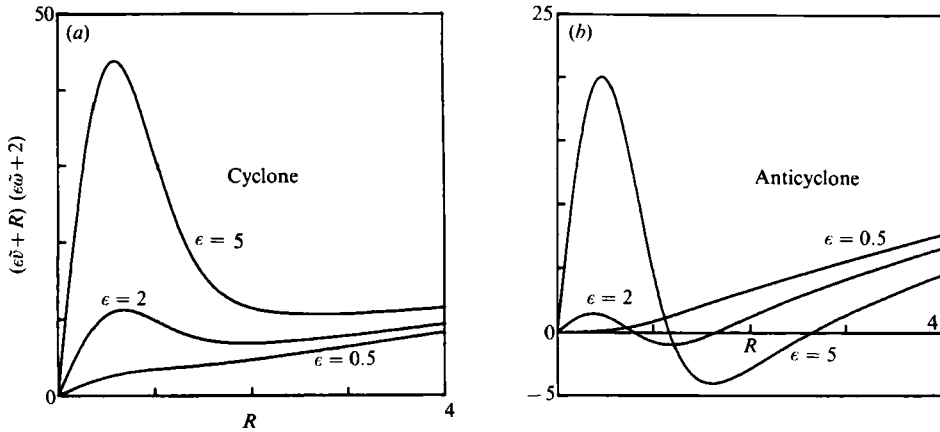 50
(a)
Cyclone
ϵ = 5
ϵ = 2
ϵ = 0.5
0
4
R
(ϵṽ + R) (ϵω̃ + 2)
25
(b)
Anticyclone
ϵ = 0.5
ϵ = 2
0
R
4
ϵ = 5
−5